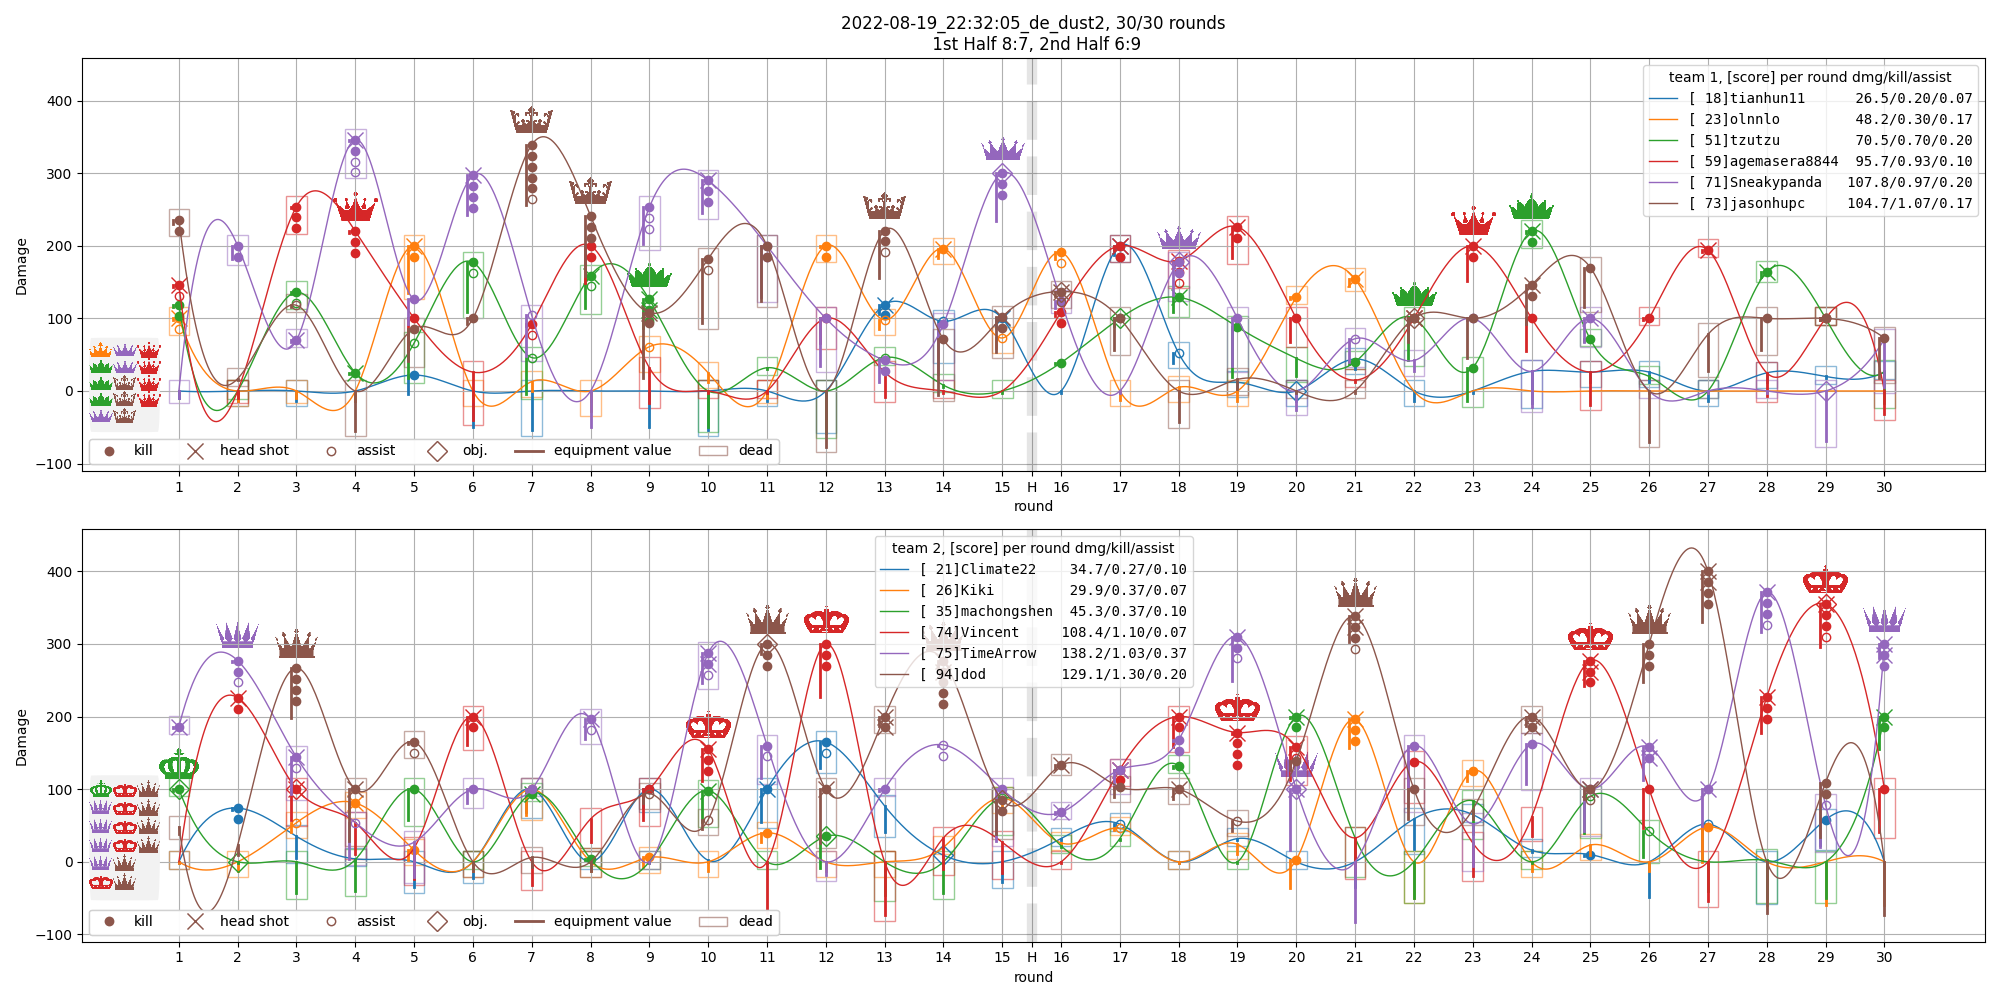 2022-08-19_22:32:05_de_dust2, 30/30 rounds
1st Half 8:7, 2nd Half 6:9
Damage
400
300
200
100
0
−100
team 1, [score] per round dmg/kill/assist
[ 18]tianhun11 26.5/0.20/0.07
[ 23]olnnlo 48.2/0.30/0.17
[ 51]tzutzu 70.5/0.70/0.20
[ 59]agemasera8844 95.7/0.93/0.10
[ 71]Sneakypanda 107.8/0.97/0.20
[ 73]jasonhupc 104.7/1.07/0.17
kill head shot assist obj. equipment value dead
1 2 3 4 5 6 7 8 9 10 11 12 13 14 15 H 16 17 18 19 20 21 22 23 24 25 26 27 28 29 30
round
Damage
400
300
200
100
0
−100
team 2, [score] per round dmg/kill/assist
[ 21]Climate22 34.7/0.27/0.10
[ 26]Kiki 29.9/0.37/0.07
[ 35]machongshen 45.3/0.37/0.10
[ 74]Vincent 108.4/1.10/0.07
[ 75]TimeArrow 138.2/1.03/0.37
[ 94]dod 129.1/1.30/0.20
kill head shot assist obj. equipment value dead
1 2 3 4 5 6 7 8 9 10 11 12 13 14 15 H 16 17 18 19 20 21 22 23 24 25 26 27 28 29 30
round